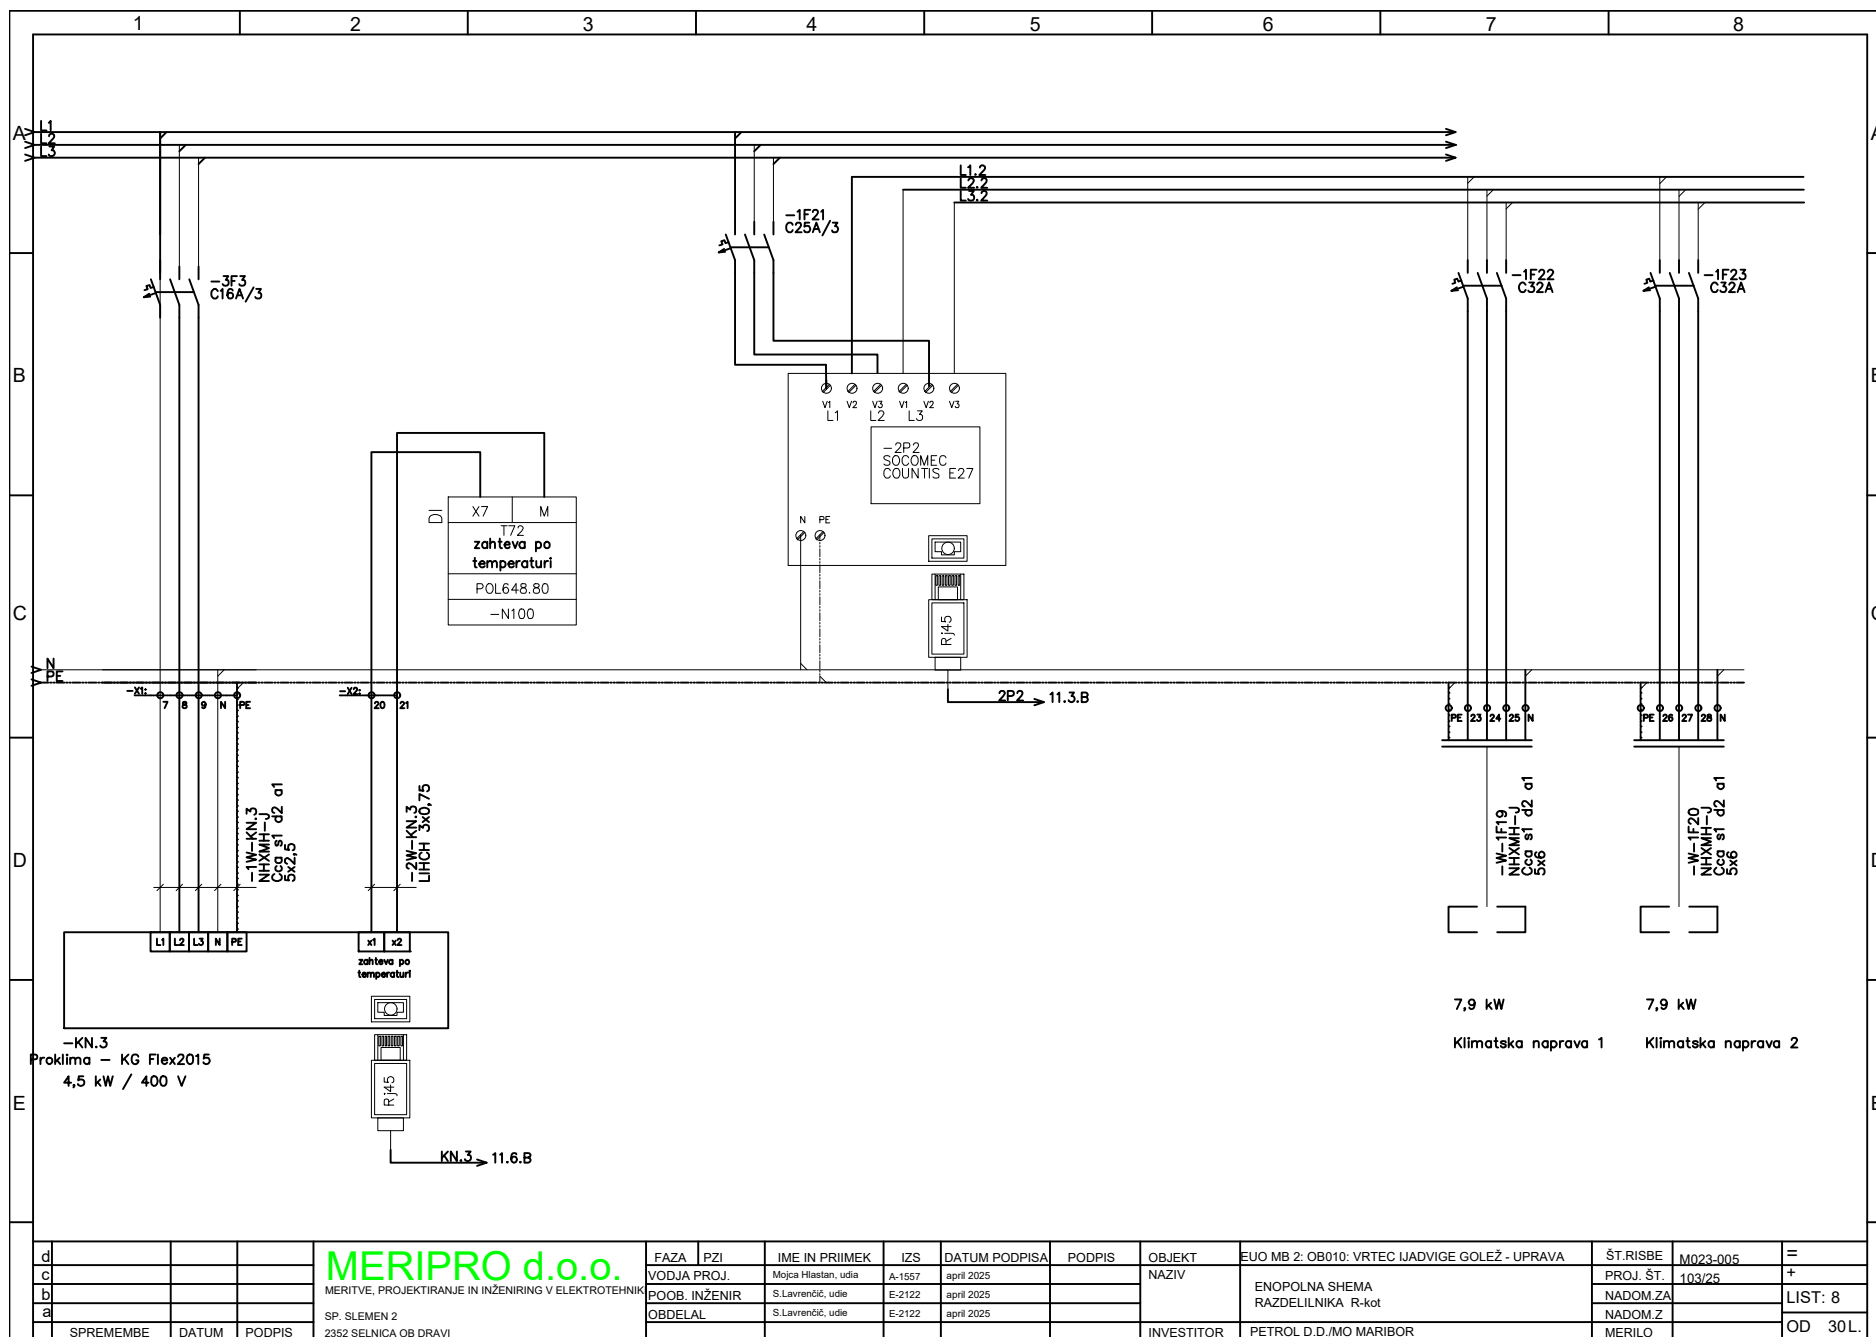 1 2 3 4 5 6 7 8
A
L1
L2
L3
A
L1.2
L2.2
L3.2
-1F21
C25A/3
-3F3
C16A/3
-1F22
C32A
-1F23
C32A
B
V1 V2 V3 V1 V2 V3
L1 L2 L3
-2P2
SOCOMEC
COUNTIS E27
DI
X7 M
T72
zahteva po
temperaturi
POL648.80
-N100
N PE
Rj45
C
N
PE
-X1:
7 8 9 N PE
-X2:
20 21
2P2 11.3.B
PE 23 24 25 N
PE 26 27 28 N
-1W-KN.3
NHXMH-J
Cca s1 d2 a1
5x2,5
-2W-KN.3
LIHCH 3x0,75
-W-1F19
NHXMH-J
Cca s1 d2 a1
5x6
-W-1F20
NHXMH-J
Cca s1 d2 a1
5x6
D
L1 L2 L3 N PE
x1 x2
zahteva po
temperaturi
-KN.3
Proklima - KG Flex2015
4,5 kW / 400 V
Rj45
KN.3 11.6.B
7,9 kW
Klimatska naprava 1
7,9 kW
Klimatska naprava 2
E
d
c
b
a
SPREMEMBE DATUM PODPIS
MERIPRO d.o.o.
MERITVE, PROJEKTIRANJE IN INŽENIRING V ELEKTROTEHNIK
SP. SLEMEN 2
2352 SELNICA OB DRAVI
FAZA PZI IME IN PRIIMEK IZS DATUM PODPISA PODPIS
VODJA PROJ. Mojca Hlastan, udia A-1557 april 2025
POOB. INŽENIR S.Lavrenčič, udie E-2122 april 2025
OBDELAL S.Lavrenčič, udie E-2122 april 2025
OBJEKT EUO MB 2: OB010: VRTEC IJADVIGE GOLEŽ - UPRAVA
NAZIV ENOPOLNA SHEMA
RAZDELILNIKA R-kot
INVESTITOR PETROL D.D./MO MARIBOR
ŠT.RISBE M023-005
PROJ. ŠT. 103/25
NADOM.ZA
NADOM.Z
MERILO
=
+
LIST: 8
OD 30L.